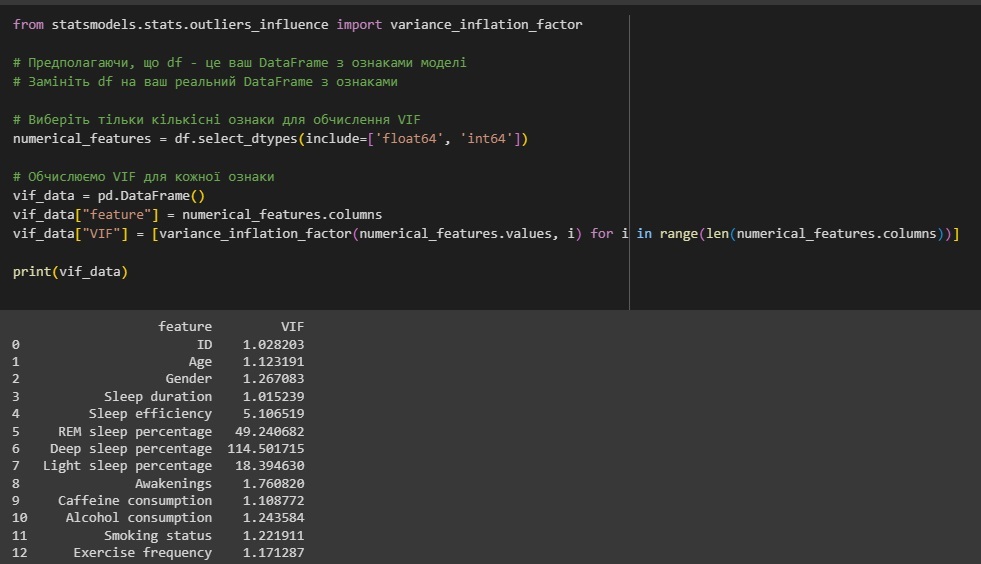 from statsmodels.stats.outliers_influence import variance_inflation_factor
# Предполагаючи, що df - це ваш DataFrame з ознаками моделі
# Замініть df на ваш реальний DataFrame з ознаками
# Виберіть тільки кількісні ознаки для обчислення VIF
numerical_features = df.select_dtypes(include=['float64', 'int64'])
# Обчислюємо VIF для кожної ознаки
vif_data = pd.DataFrame()
vif_data["feature"] = numerical_features.columns
vif_data["VIF"] = [variance_inflation_factor(numerical_features.values, i) for i in range(len(numerical_features.columns))]
print(vif_data)
feature VIF
0 ID 1.028203
1 Age 1.123191
2 Gender 1.267083
3 Sleep duration 1.015239
4 Sleep efficiency 5.106519
5 REM sleep percentage 49.240682
6 Deep sleep percentage 114.501715
7 Light sleep percentage 18.394630
8 Awakenings 1.760820
9 Caffeine consumption 1.108772
10 Alcohol consumption 1.243584
11 Smoking status 1.221911
12 Exercise frequency 1.171287